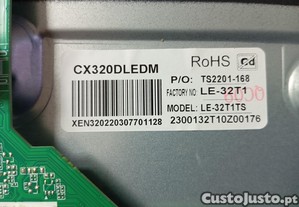 CX320DLEDM
RoHS
P/O: TS2201-168
FACTORY NO LE-32T1
MODEL: LE-32T1TS
XEN320220307701128
2300132T10Z00176
CustoJusto.pt